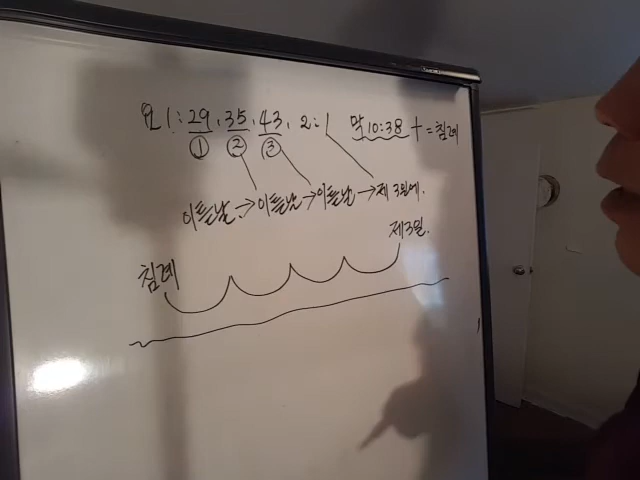 요 1:29, 35, 43, 2:1 막10:38 + = 침례
① ② ③
이튿날 → 이튿날 → 이튿날 → 제 3일에.
제3일.
침례